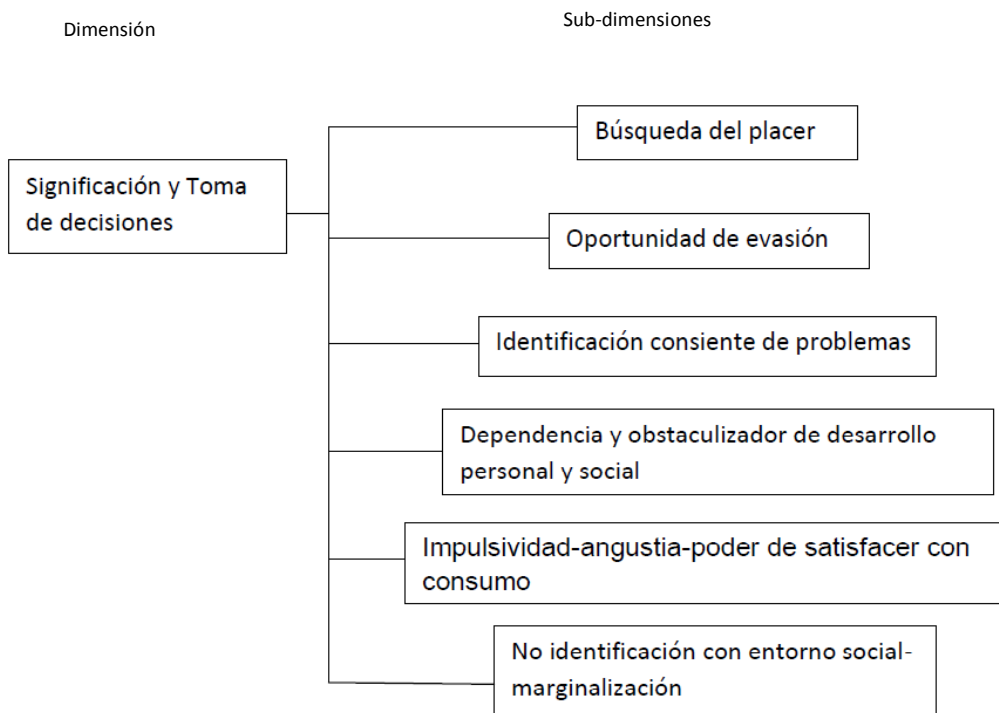 Dimensión
Sub-dimensiones
Búsqueda del placer
Significación y Toma
de decisiones
Oportunidad de evasión
Identificación consiente de problemas
Dependencia y obstaculizador de desarrollo
personal y social
Impulsividad-angustia-poder de satisfacer con
consumo
No identificación con entorno social-
marginalización